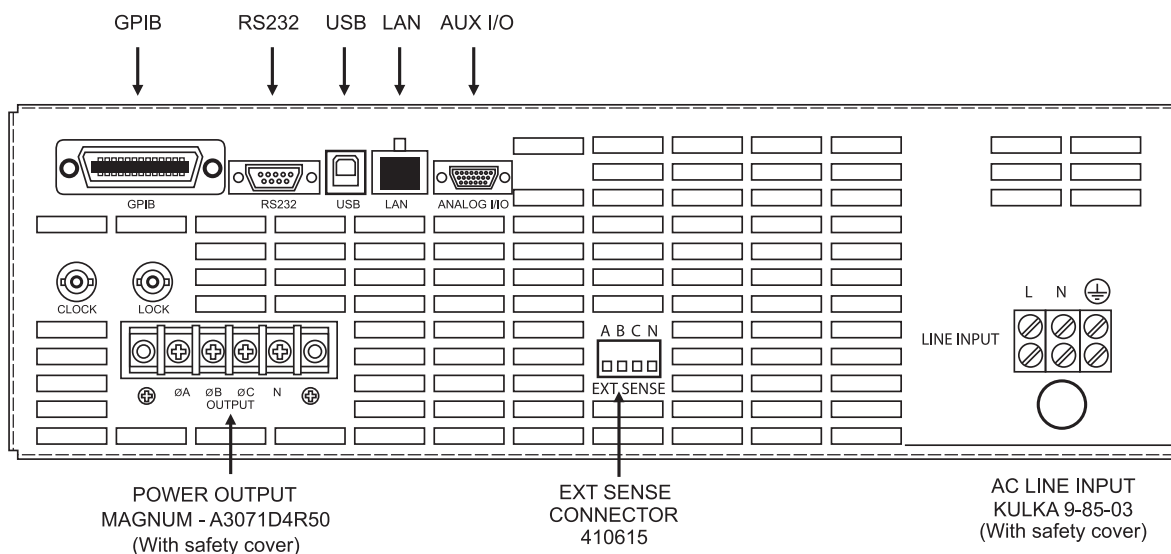 GPIB RS232 USB LAN AUX I/O
GPIB RS232 USB LAN ANALOG I/IO
CLOCK LOCK
L N
A B C N
LINE INPUT
EXT SENSE
ØA ØB ØC N
OUTPUT
POWER OUTPUT
MAGNUM - A3071D4R50
(With safety cover)
EXT SENSE
CONNECTOR
410615
AC LINE INPUT
KULKA 9-85-03
(With safety cover)